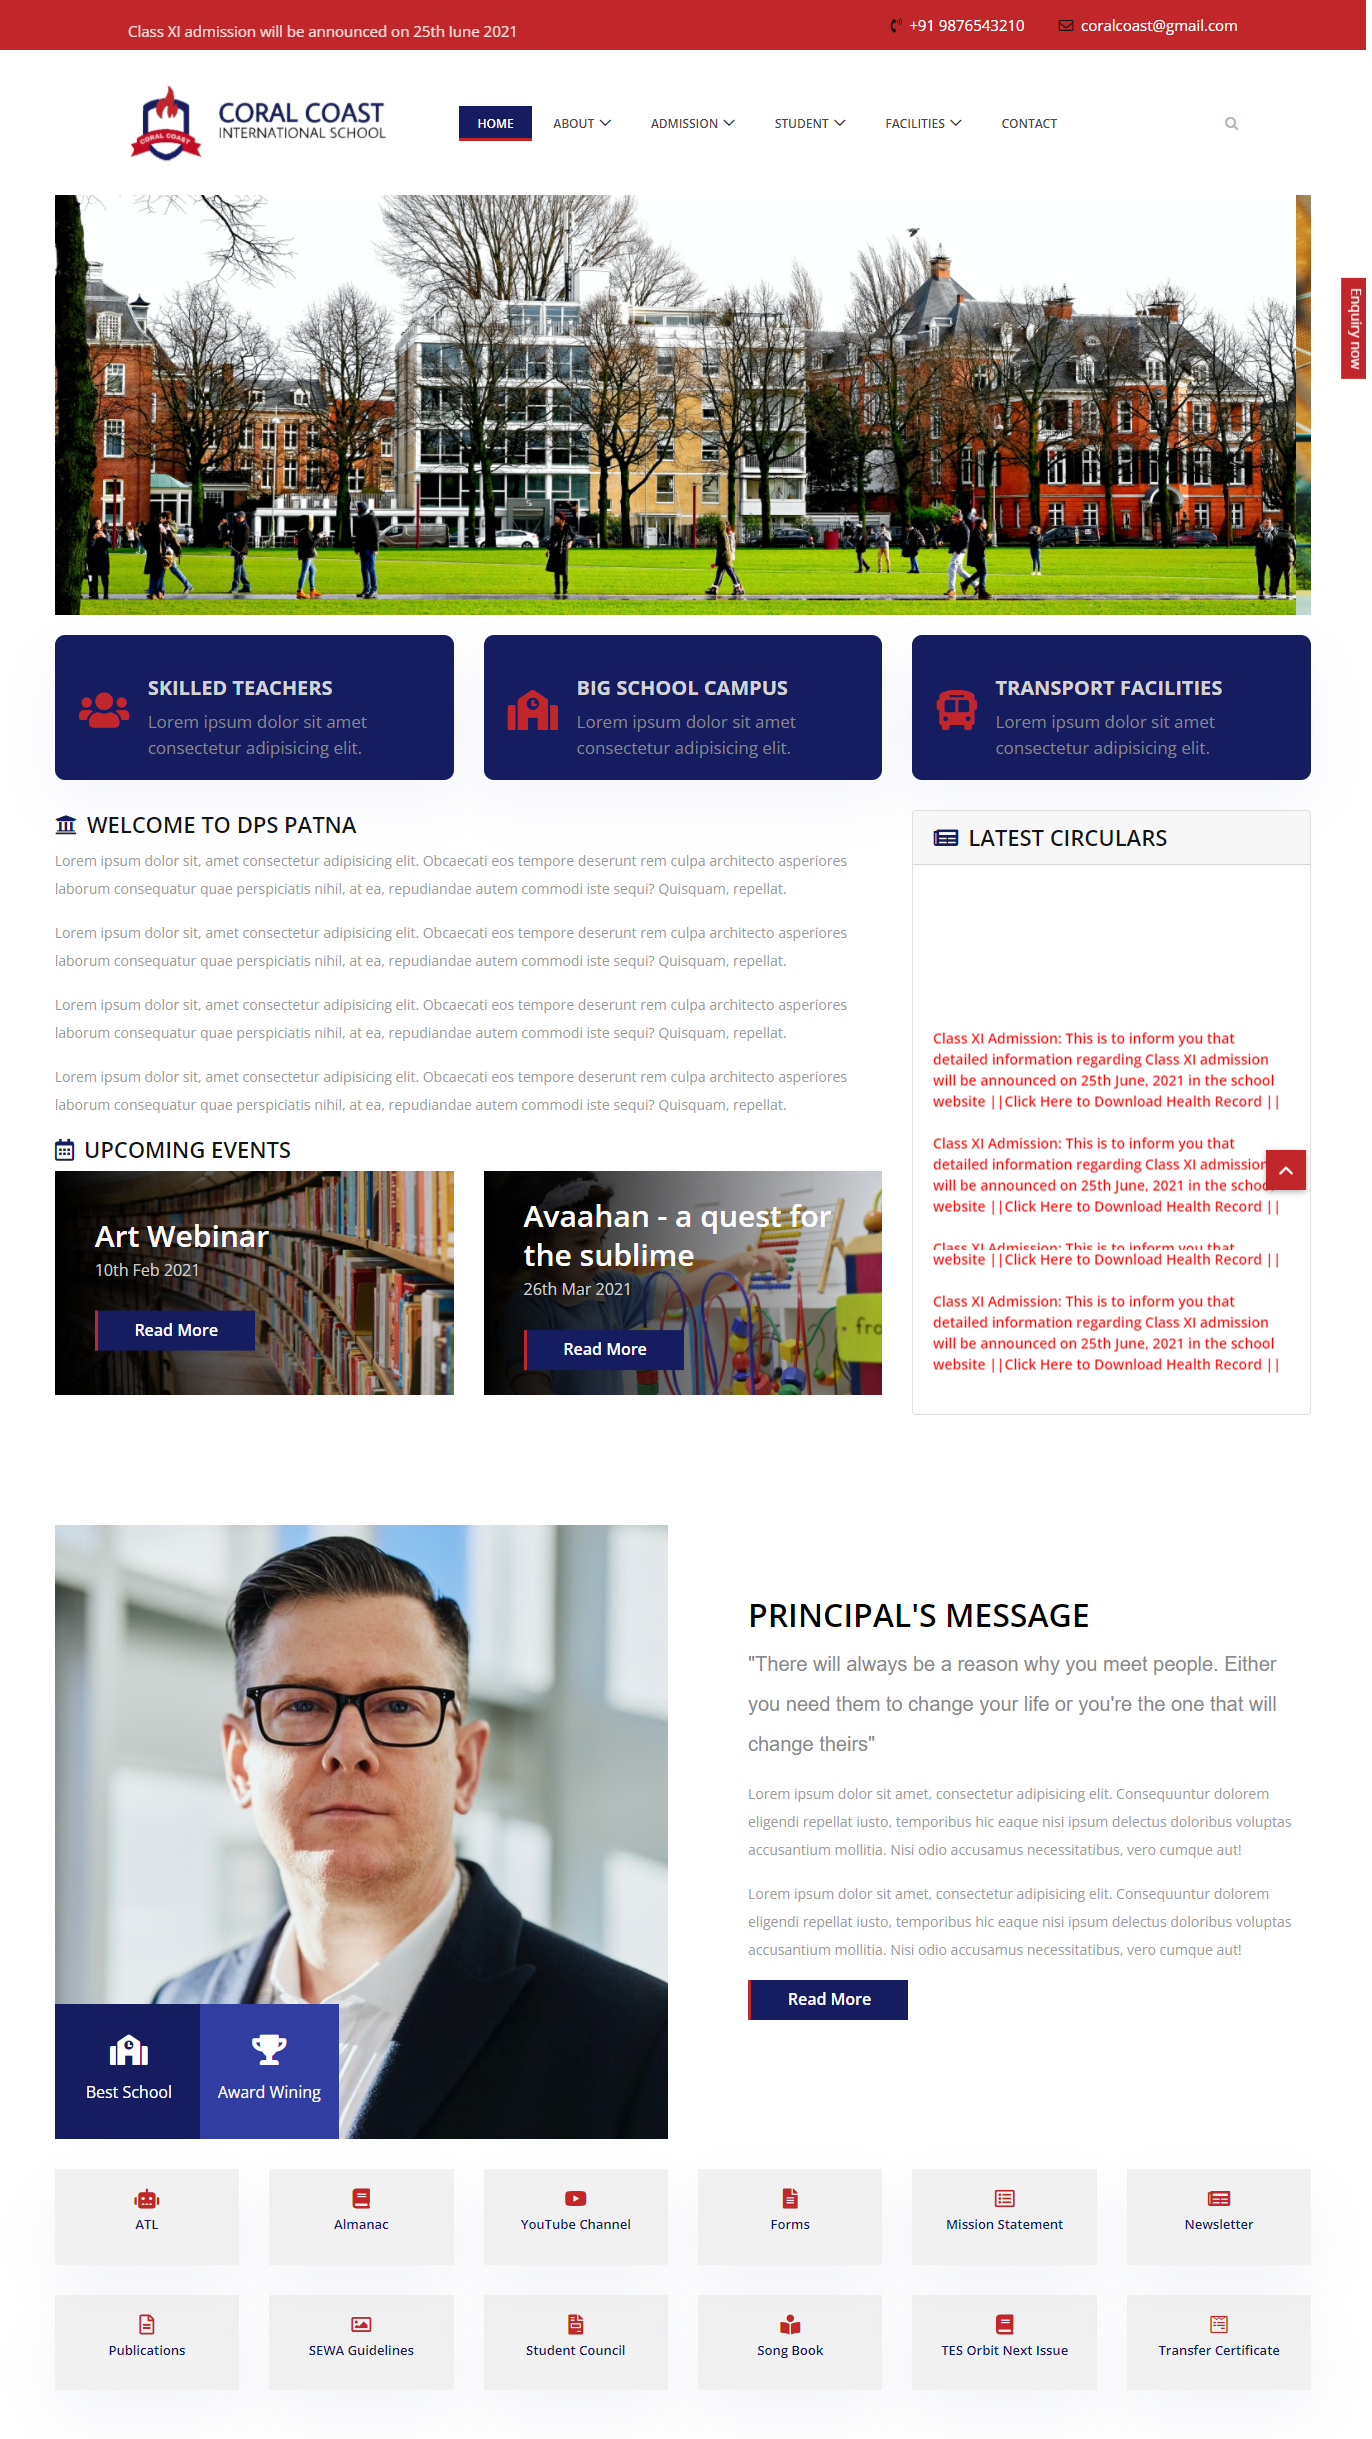 Class XI admission will be announced on 25th June 2021
+91 9876543210
coralcoast@gmail.com
CORAL COAST
CORAL COAST
INTERNATIONAL SCHOOL
HOME
ABOUT
ADMISSION
STUDENT
FACILITIES
CONTACT
Enquiry now
SKILLED TEACHERS
Lorem ipsum dolor sit amet
consectetur adipisicing elit.
BIG SCHOOL CAMPUS
Lorem ipsum dolor sit amet
consectetur adipisicing elit.
TRANSPORT FACILITIES
Lorem ipsum dolor sit amet
consectetur adipisicing elit.
WELCOME TO DPS PATNA
Lorem ipsum dolor sit, amet consectetur adipisicing elit. Obcaecati eos tempore deserunt rem culpa architecto asperiores
laborum consequatur quae perspiciatis nihil, at ea, repudiandae autem commodi iste sequi? Quisquam, repellat.
Lorem ipsum dolor sit, amet consectetur adipisicing elit. Obcaecati eos tempore deserunt rem culpa architecto asperiores
laborum consequatur quae perspiciatis nihil, at ea, repudiandae autem commodi iste sequi? Quisquam, repellat.
Lorem ipsum dolor sit, amet consectetur adipisicing elit. Obcaecati eos tempore deserunt rem culpa architecto asperiores
laborum consequatur quae perspiciatis nihil, at ea, repudiandae autem commodi iste sequi? Quisquam, repellat.
Lorem ipsum dolor sit, amet consectetur adipisicing elit. Obcaecati eos tempore deserunt rem culpa architecto asperiores
laborum consequatur quae perspiciatis nihil, at ea, repudiandae autem commodi iste sequi? Quisquam, repellat.
UPCOMING EVENTS
Art Webinar
10th Feb 2021
Read More
Avaahan - a quest for
the sublime
26th Mar 2021
Read More
fro
LATEST CIRCULARS
Class XI Admission: This is to inform you that
detailed information regarding Class XI admission
will be announced on 25th June, 2021 in the school
website ||Click Here to Download Health Record ||
Class XI Admission: This is to inform you that
detailed information regarding Class XI admission
will be announced on 25th June, 2021 in the school
website ||Click Here to Download Health Record ||
Class XI Admission: This is to inform you that
website ||Click Here to Download Health Record ||
Class XI Admission: This is to inform you that
detailed information regarding Class XI admission
will be announced on 25th June, 2021 in the school
website ||Click Here to Download Health Record ||
Best School
Award Wining
PRINCIPAL'S MESSAGE
"There will always be a reason why you meet people. Either
you need them to change your life or you're the one that will
change theirs"
Lorem ipsum dolor sit amet, consectetur adipisicing elit. Consequuntur dolorem
eligendi repellat iusto, temporibus hic eaque nisi ipsum delectus doloribus voluptas
accusantium mollitia. Nisi odio accusamus necessitatibus, vero cumque aut!
Lorem ipsum dolor sit amet, consectetur adipisicing elit. Consequuntur dolorem
eligendi repellat iusto, temporibus hic eaque nisi ipsum delectus doloribus voluptas
accusantium mollitia. Nisi odio accusamus necessitatibus, vero cumque aut!
Read More
ATL
Almanac
YouTube Channel
Forms
Mission Statement
Newsletter
Publications
SEWA Guidelines
Student Council
Song Book
TES Orbit Next Issue
Transfer Certificate